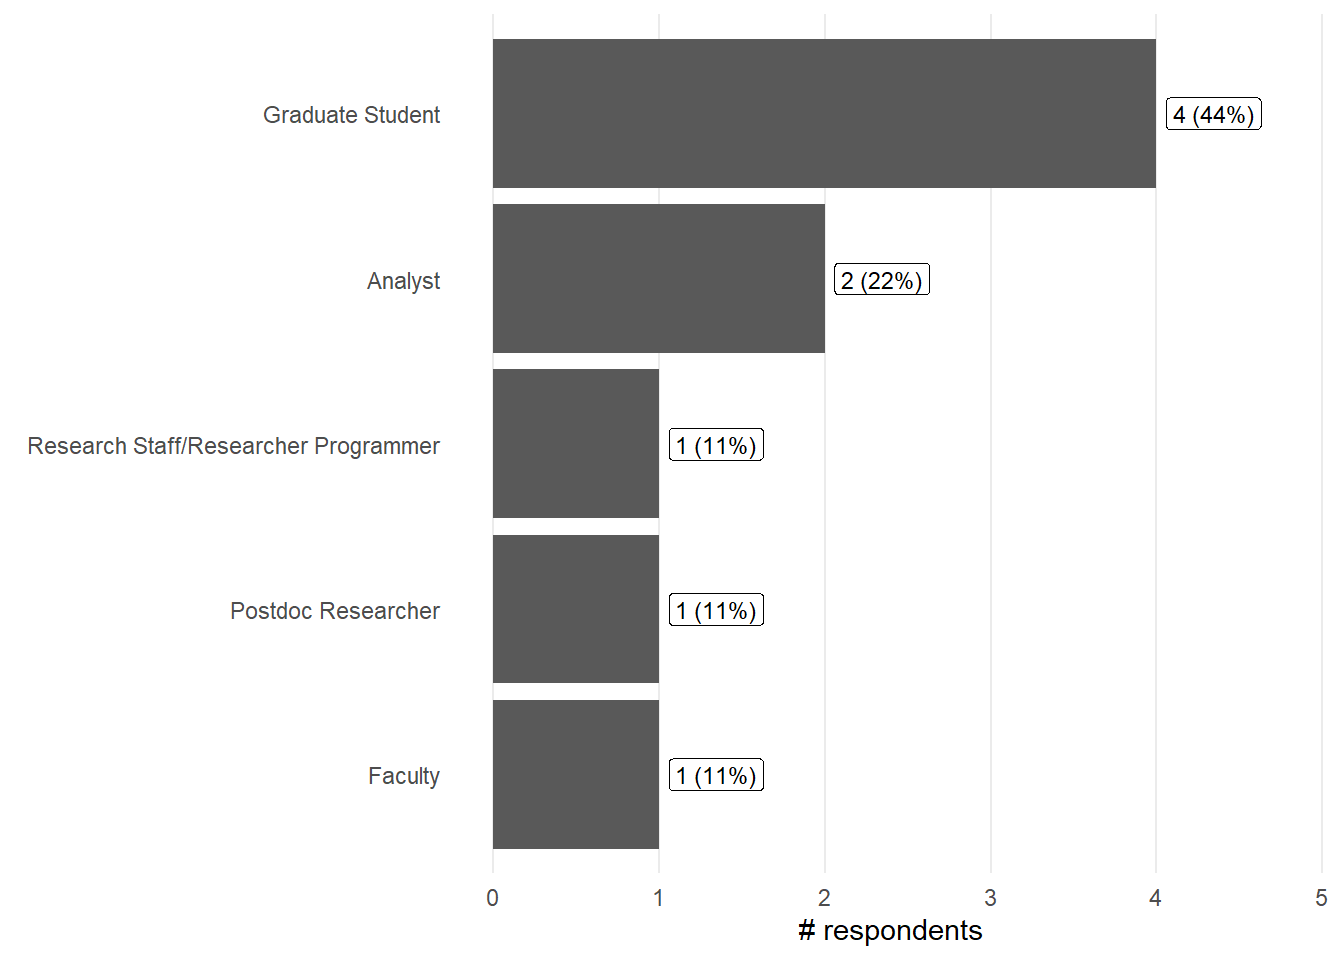 Graduate Student
4 (44%)
Analyst
2 (22%)
Research Staff/Researcher Programmer
1 (11%)
Postdoc Researcher
1 (11%)
Faculty
1 (11%)
0 1 2 3 4 5
# respondents